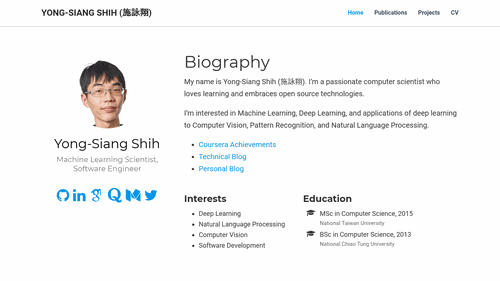 YONG-SIANG SHIH (施詠翔)
Home Publications Projects CV
Biography
My name is Yong-Siang Shih (施詠翔). I'm a passionate computer scientist who
loves learning and embraces open source technologies.
I'm interested in Machine Learning, Deep Learning, and applications of deep learning
to Computer Vision, Pattern Recognition, and Natural Language Processing.
Coursera Achievements
Technical Blog
Personal Blog
Yong-Siang Shih
Machine Learning Scientist,
Software Engineer
Interests
Deep Learning
Natural Language Processing
Computer Vision
Software Development
Education
MSc in Computer Science, 2015
National Taiwan University
BSc in Computer Science, 2013
National Chiao Tung University